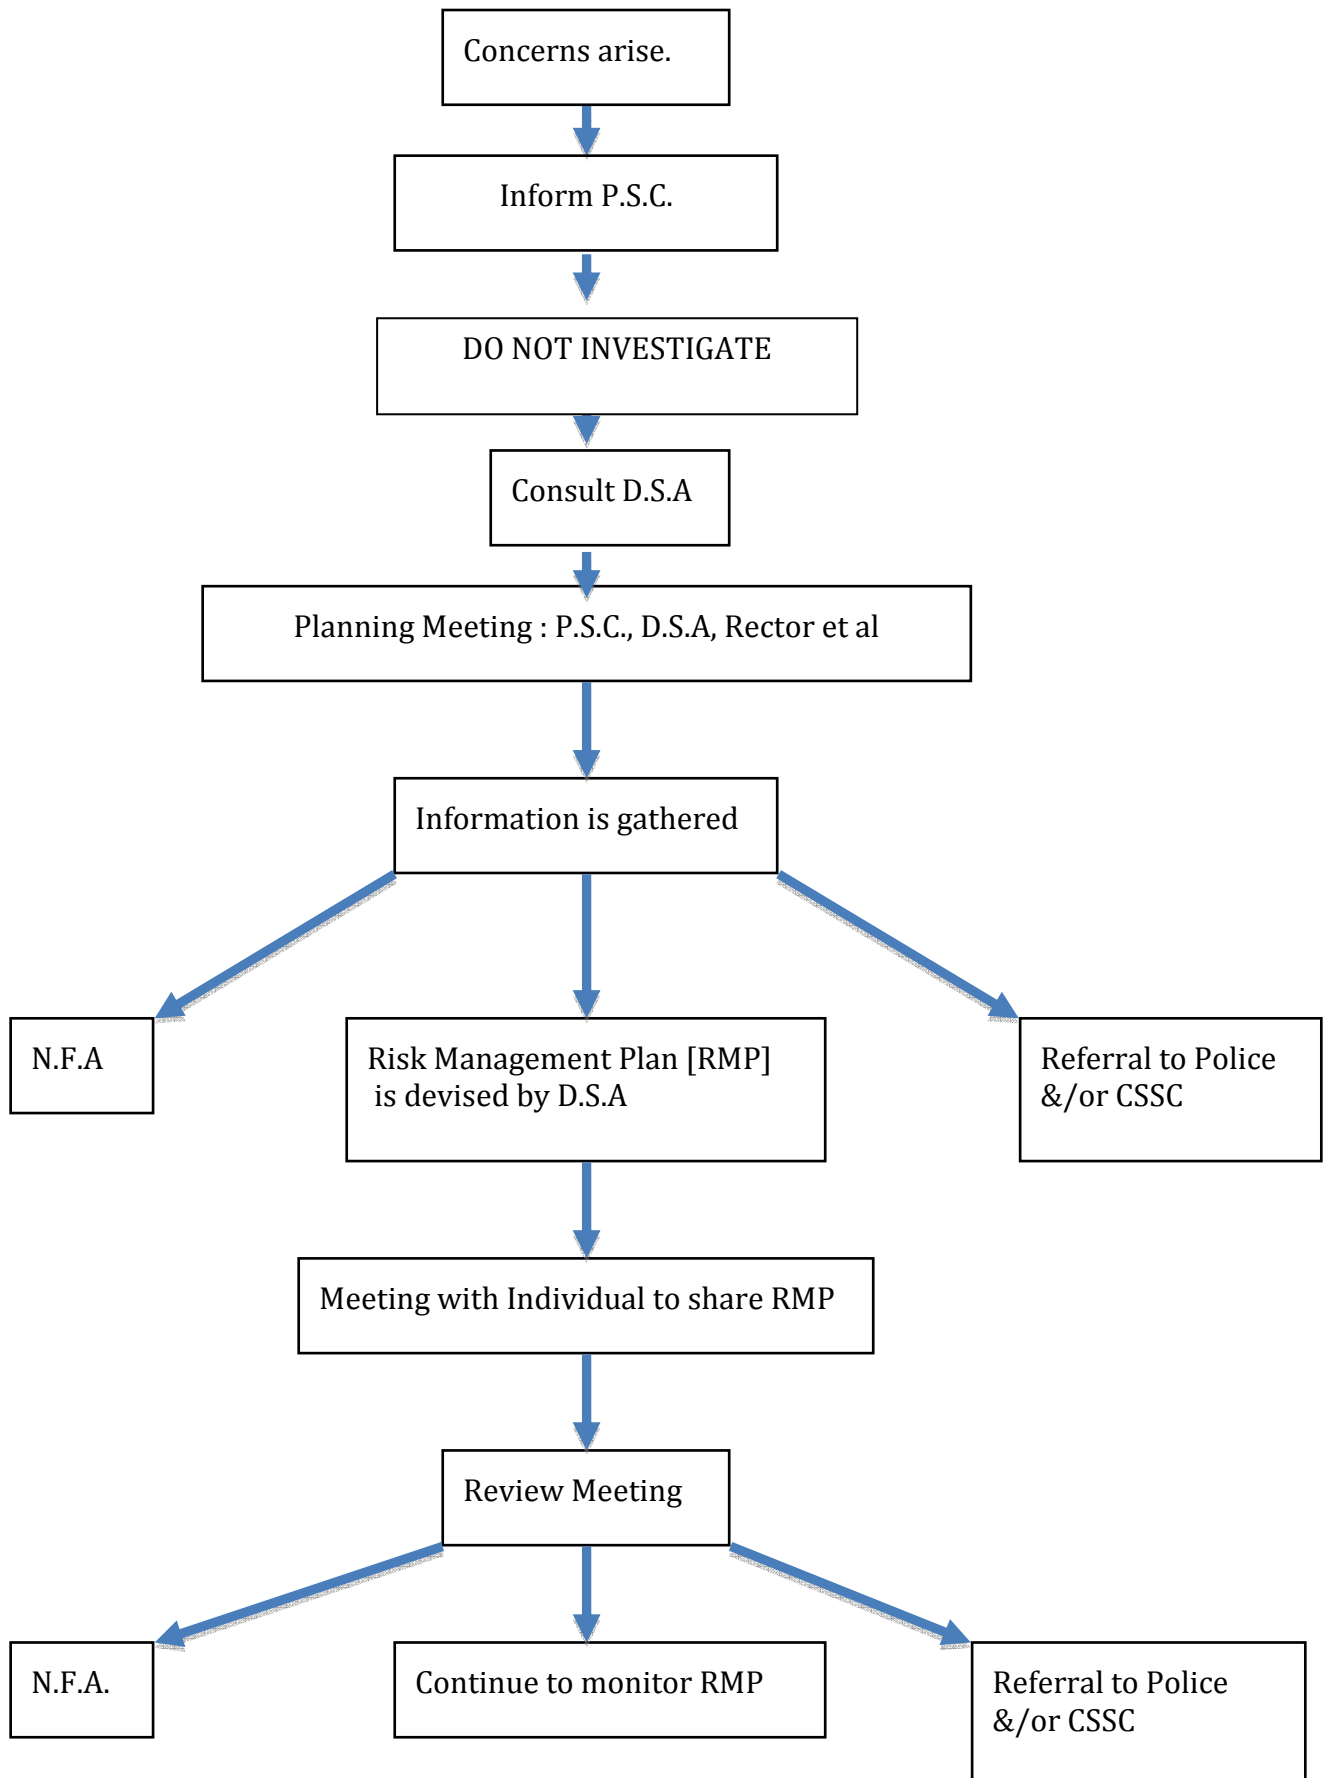 Concerns arise.
Inform P.S.C.
DO NOT INVESTIGATE
Consult D.S.A
Planning Meeting : P.S.C., D.S.A, Rector et al
Information is gathered
N.F.A
Risk Management Plan [RMP]
is devised by D.S.A
Referral to Police
&/or CSSC
Meeting with Individual to share RMP
Review Meeting
N.F.A.
Continue to monitor RMP
Referral to Police
&/or CSSC